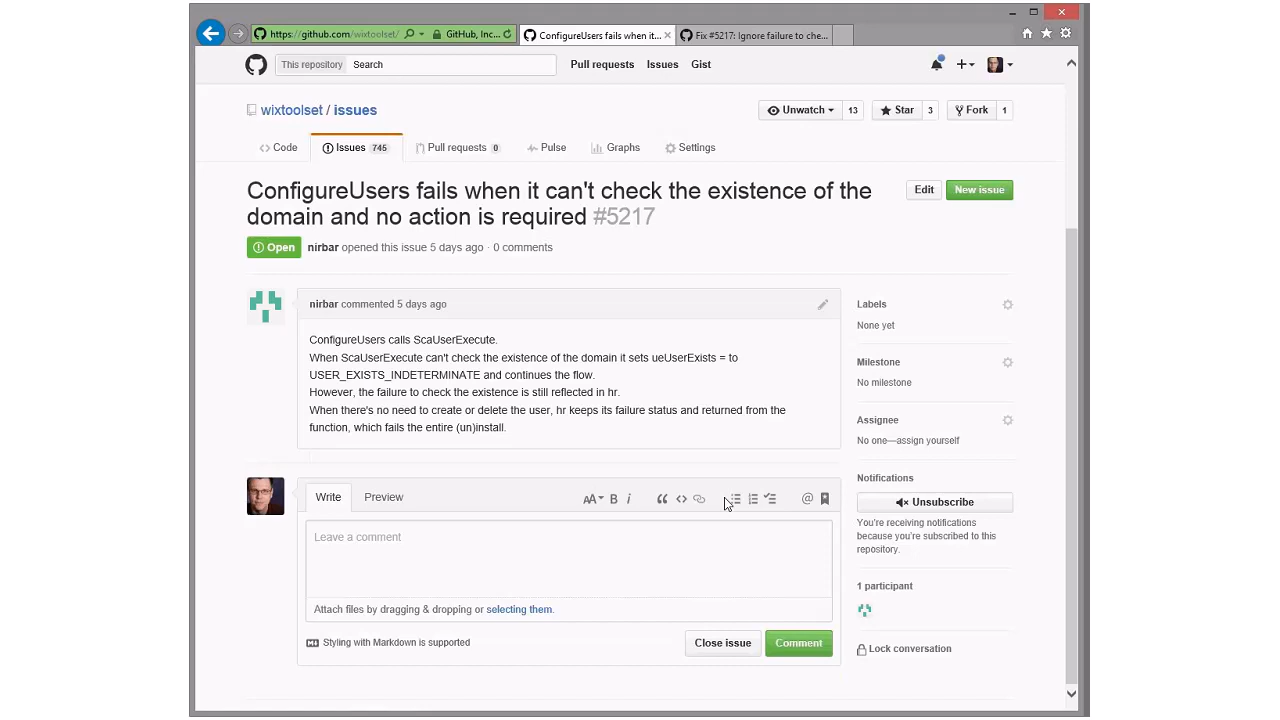 https://github.com/wixtoolset/
GitHub, Inc...
ConfigureUsers fails when it...
Fix #5217: Ignore failure to che...
This repository
Search
Pull requests
Issues
Gist
wixtoolset / issues
Unwatch
13
Star
3
Fork
1
Code
Issues 745
Pull requests 0
Pulse
Graphs
Settings
ConfigureUsers fails when it can't check the existence of the
domain and no action is required #5217
Edit
New issue
Open
nirbar opened this issue 5 days ago · 0 comments
nirbar commented 5 days ago
ConfigureUsers calls ScaUserExecute.
When ScaUserExecute can't check the existence of the domain it sets ueUserExists = to
USER_EXISTS_INDETERMINATE and continues the flow.
However, the failure to check the existence is still reflected in hr.
When there's no need to create or delete the user, hr keeps its failure status and returned from the
function, which fails the entire (un)install.
Labels
None yet
Milestone
No milestone
Assignee
No one—assign yourself
Notifications
Unsubscribe
You're receiving notifications
because you're subscribed to this
repository.
1 participant
Lock conversation
Write
Preview
AA
B
i
@
Leave a comment
Attach files by dragging & dropping or selecting them.
Styling with Markdown is supported
Close issue
Comment